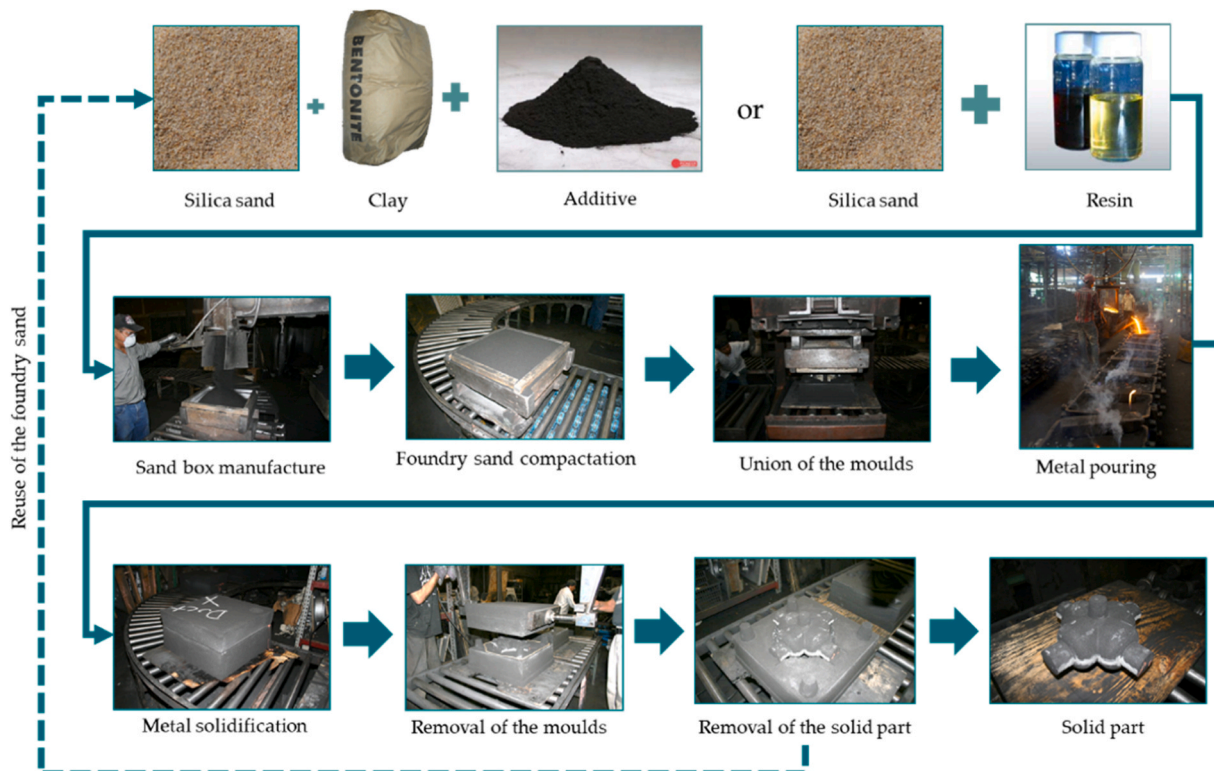 BENTONITE
or
Silica sand
Clay
Additive
Silica sand
Resin
Reuse of the foundry sand
Sand box manufacture
Foundry sand compactation
Union of the moulds
Metal pouring
Duct
Metal solidification
Removal of the moulds
Removal of the solid part
Solid part